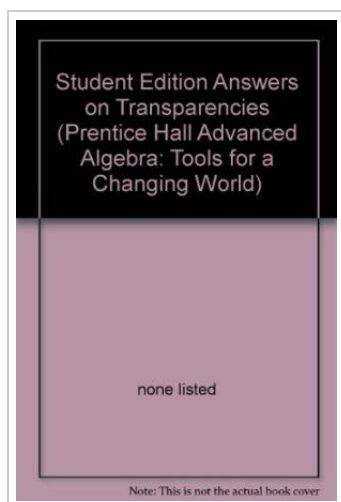 Student Edition Answers
on Transparencies
(Prentice Hall Advanced
Algebra: Tools for a
Changing World)
none listed
Note: This is not the actual book cover